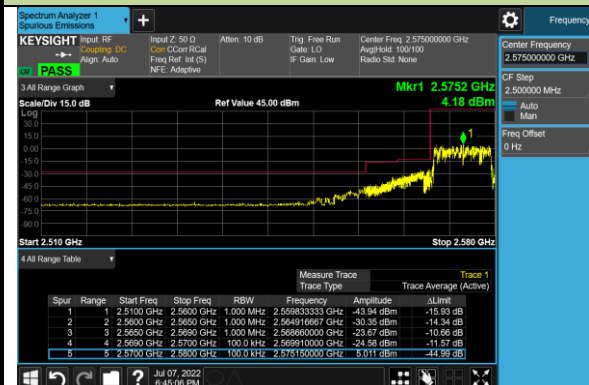 Spectrum Analyzer 1
Spurious Emissions
+
Frequency
KEYSIGHT Input: RF Input Z: 50 Ω Atten: 10 dB Trig: Free Run Center Freq: 2.575000000 GHz
Coupling: DC Corr CCorr RCal Gate: LO Avg|Hold: 100/100
Align: Auto Freq Ref: Int (S) IF Gain: Low Radio Std: None
NFE: Adaptive
PASS
Center Frequency
2.575000000 GHz
CF Step
2.500000 MHz
Auto
Man
Freq Offset
0 Hz
3 All Range Graph
Mkr1 2.5752 GHz
4.18 dBm
Scale/Div 15.0 dB Ref Value 45.00 dBm
Log
30.0
15.0
0.00
-15.0
-30.0
-45.0
-60.0
-75.0
-90.0
1
Start 2.510 GHz Stop 2.580 GHz
4 All Range Table
Measure Trace Trace 1
Trace Type Trace Average (Active)
Spur Range Start Freq Stop Freq RBW Frequency Amplitude ΔLimit
1 1 2.5100 GHz 2.5600 GHz 1.000 MHz 2.559833333 GHz -43.94 dBm -15.93 dB
2 2 2.5600 GHz 2.5650 GHz 1.000 MHz 2.564916667 GHz -30.35 dBm -14.34 dB
3 3 2.5650 GHz 2.5690 GHz 1.000 MHz 2.568660000 GHz -23.67 dBm -10.66 dB
4 4 2.5690 GHz 2.5700 GHz 100.0 kHz 2.569910000 GHz -24.58 dBm -11.57 dB
5 5 2.5700 GHz 2.5800 GHz 100.0 kHz 2.575150000 GHz 5.011 dBm -44.99 dB
Jul 07, 2022
6:45:06 PM